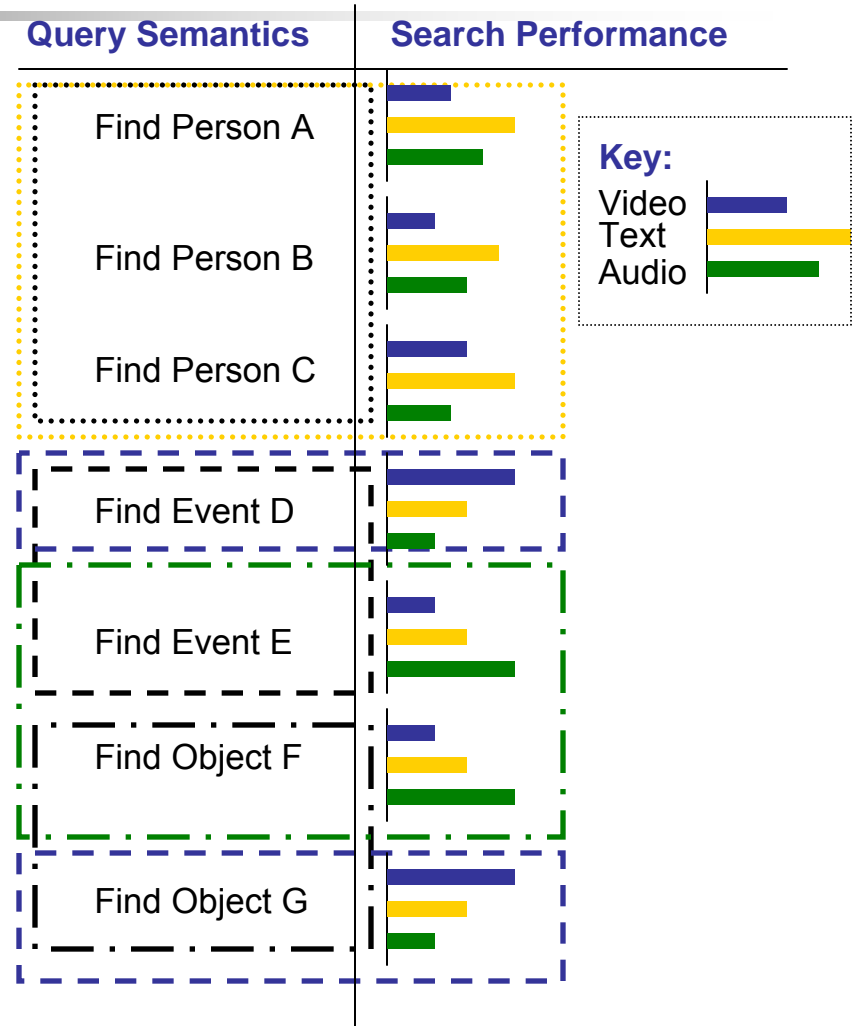 Query Semantics
Search Performance
Find Person A
Key:
Video
Text
Audio
Find Person B
Find Person C
Find Event D
Find Event E
Find Object F
Find Object G